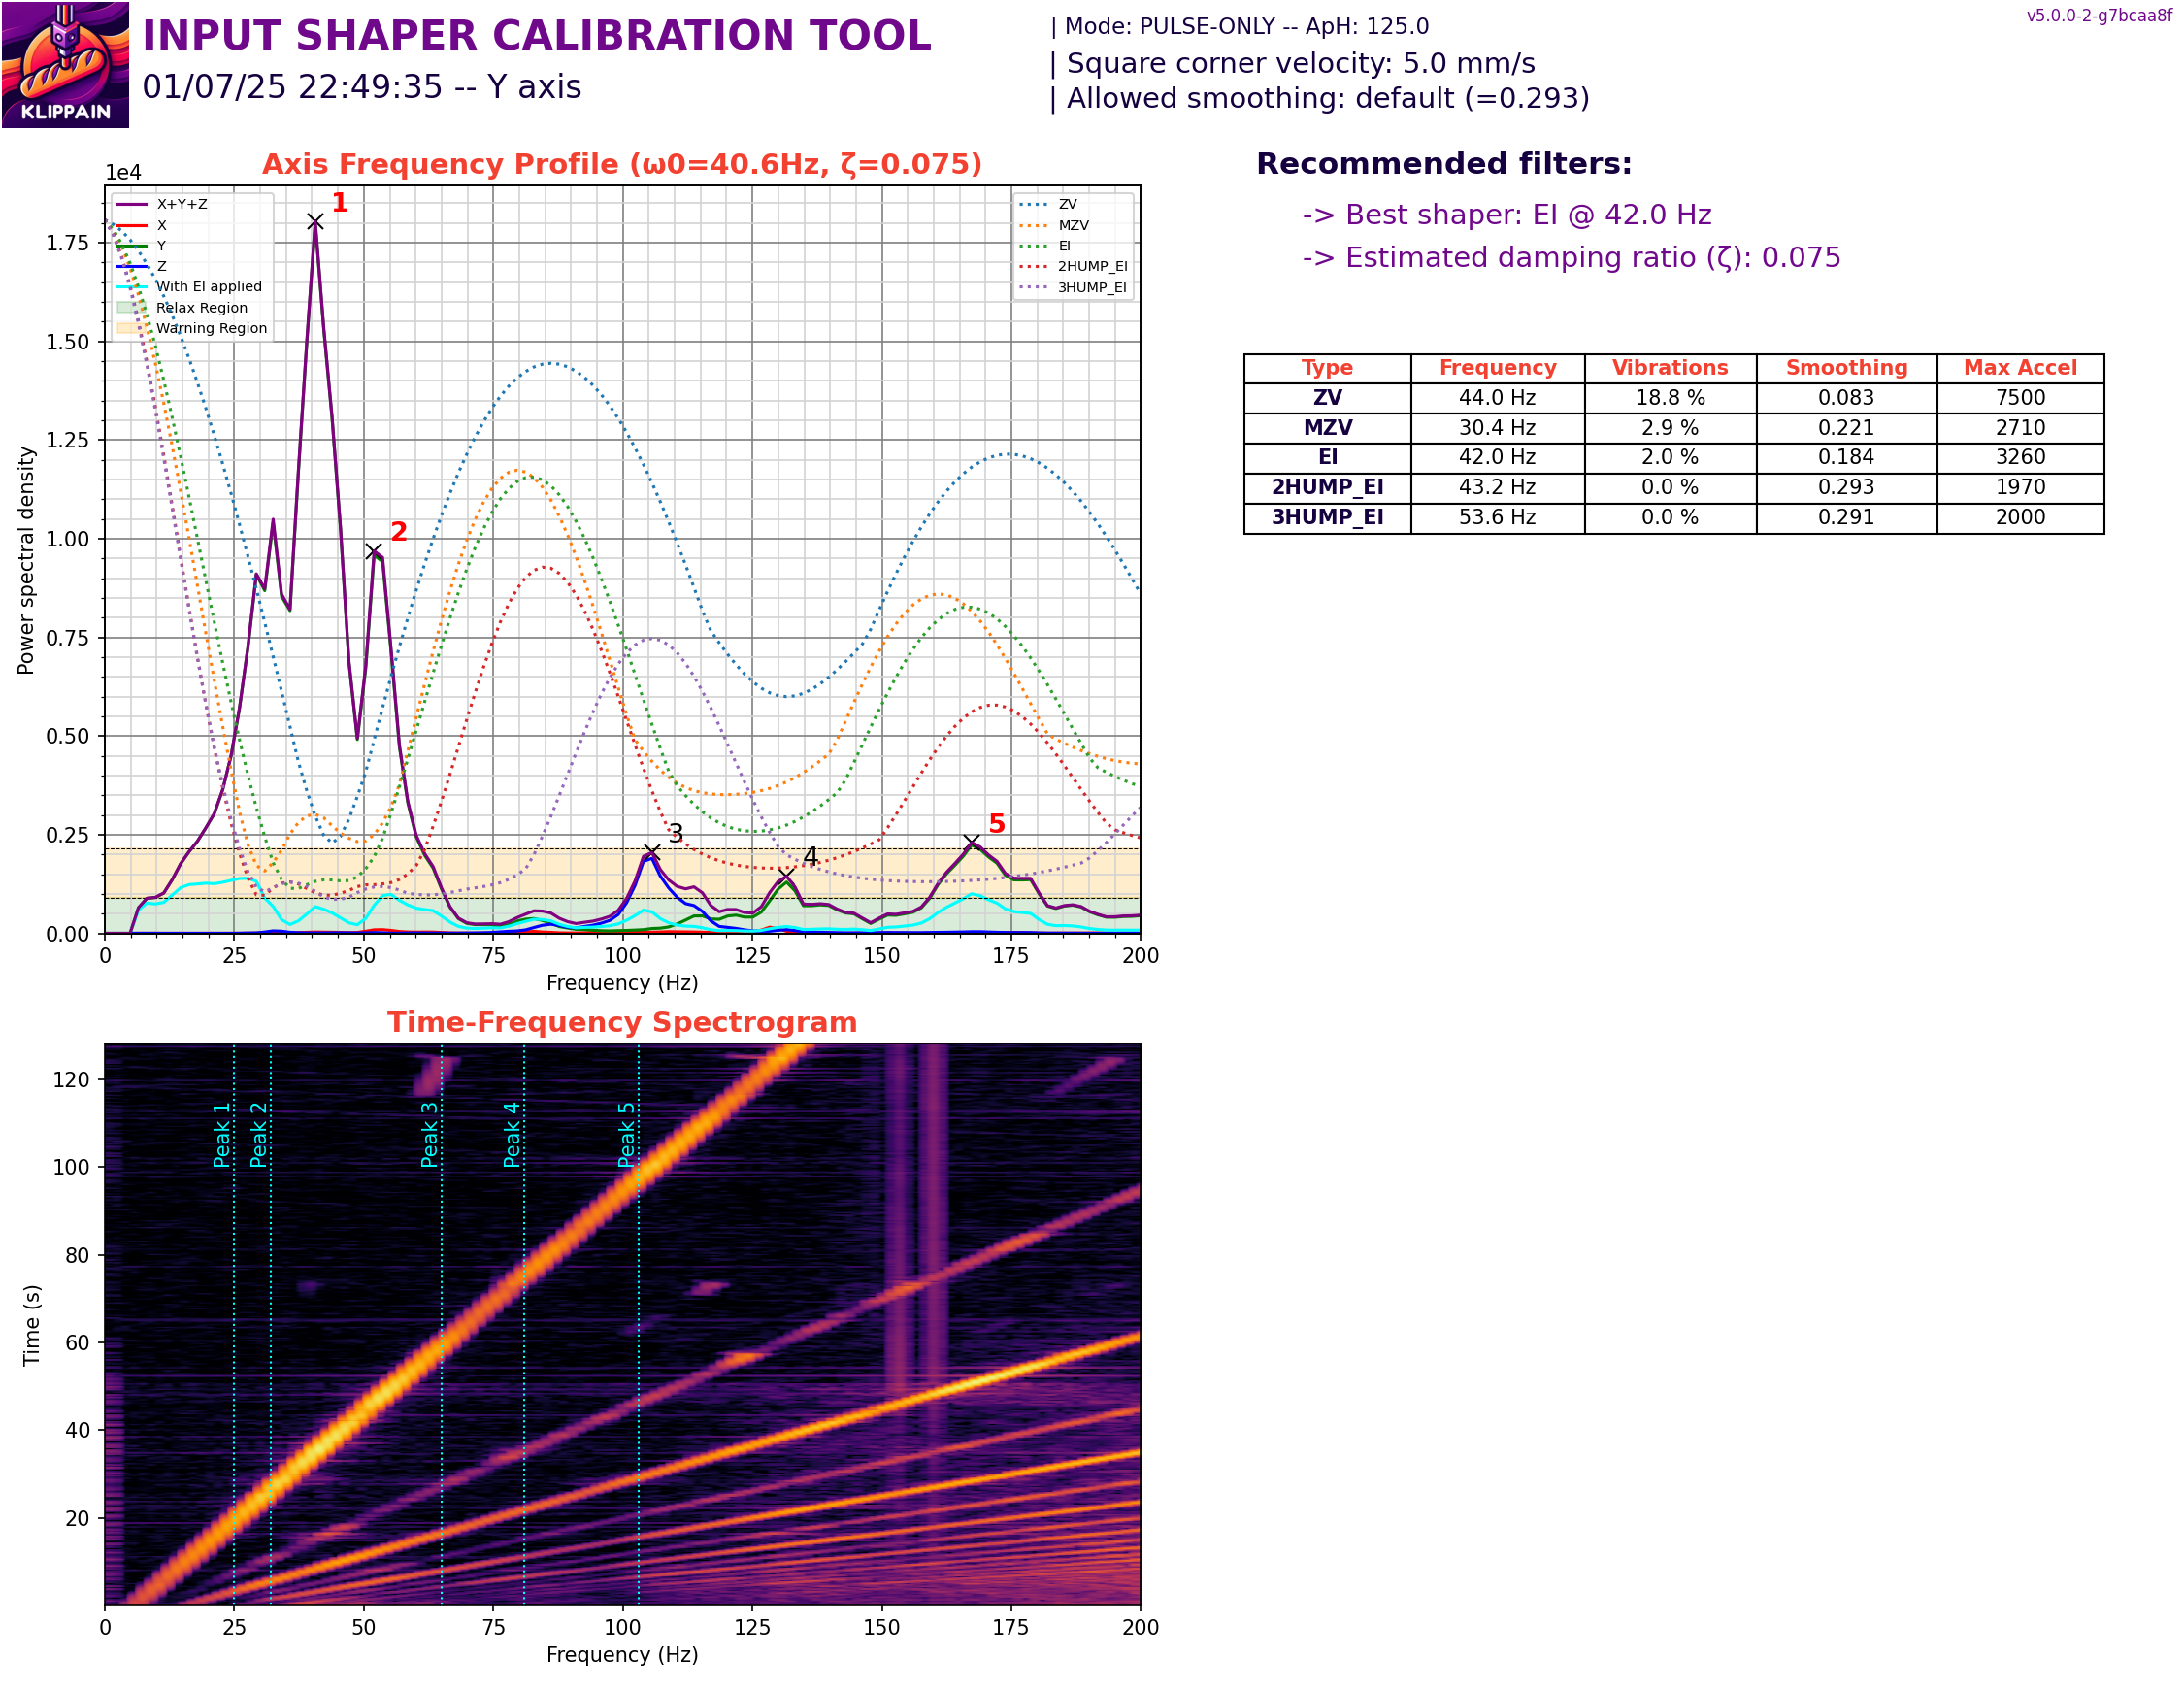 KLIPPAIN
INPUT SHAPER CALIBRATION TOOL
01/07/25 22:49:35 -- Y axis
| Mode: PULSE-ONLY -- ApH: 125.0
| Square corner velocity: 5.0 mm/s
| Allowed smoothing: default (=0.293)
v5.0.0-2-g7bcaa8f
Axis Frequency Profile (ω0=40.6Hz, ζ=0.075)
1e4
X+Y+Z
X
Y
Z
With EI applied
Relax Region
Warning Region
ZV
MZV
EI
2HUMP_EI
3HUMP_EI
1
2
3
4
5
1.75
1.50
1.25
1.00
0.75
0.50
0.25
0.00
Power spectral density
0 25 50 75 100 125 150 175 200
Frequency (Hz)
Recommended filters:
-> Best shaper: EI @ 42.0 Hz
-> Estimated damping ratio (ζ): 0.075
Type Frequency Vibrations Smoothing Max Accel
ZV 44.0 Hz 18.8 % 0.083 7500
MZV 30.4 Hz 2.9 % 0.221 2710
EI 42.0 Hz 2.0 % 0.184 3260
2HUMP_EI 43.2 Hz 0.0 % 0.293 1970
3HUMP_EI 53.6 Hz 0.0 % 0.291 2000
Time-Frequency Spectrogram
Peak 1
Peak 2
Peak 3
Peak 4
Peak 5
120
100
80
60
40
20
Time (s)
0 25 50 75 100 125 150 175 200
Frequency (Hz)